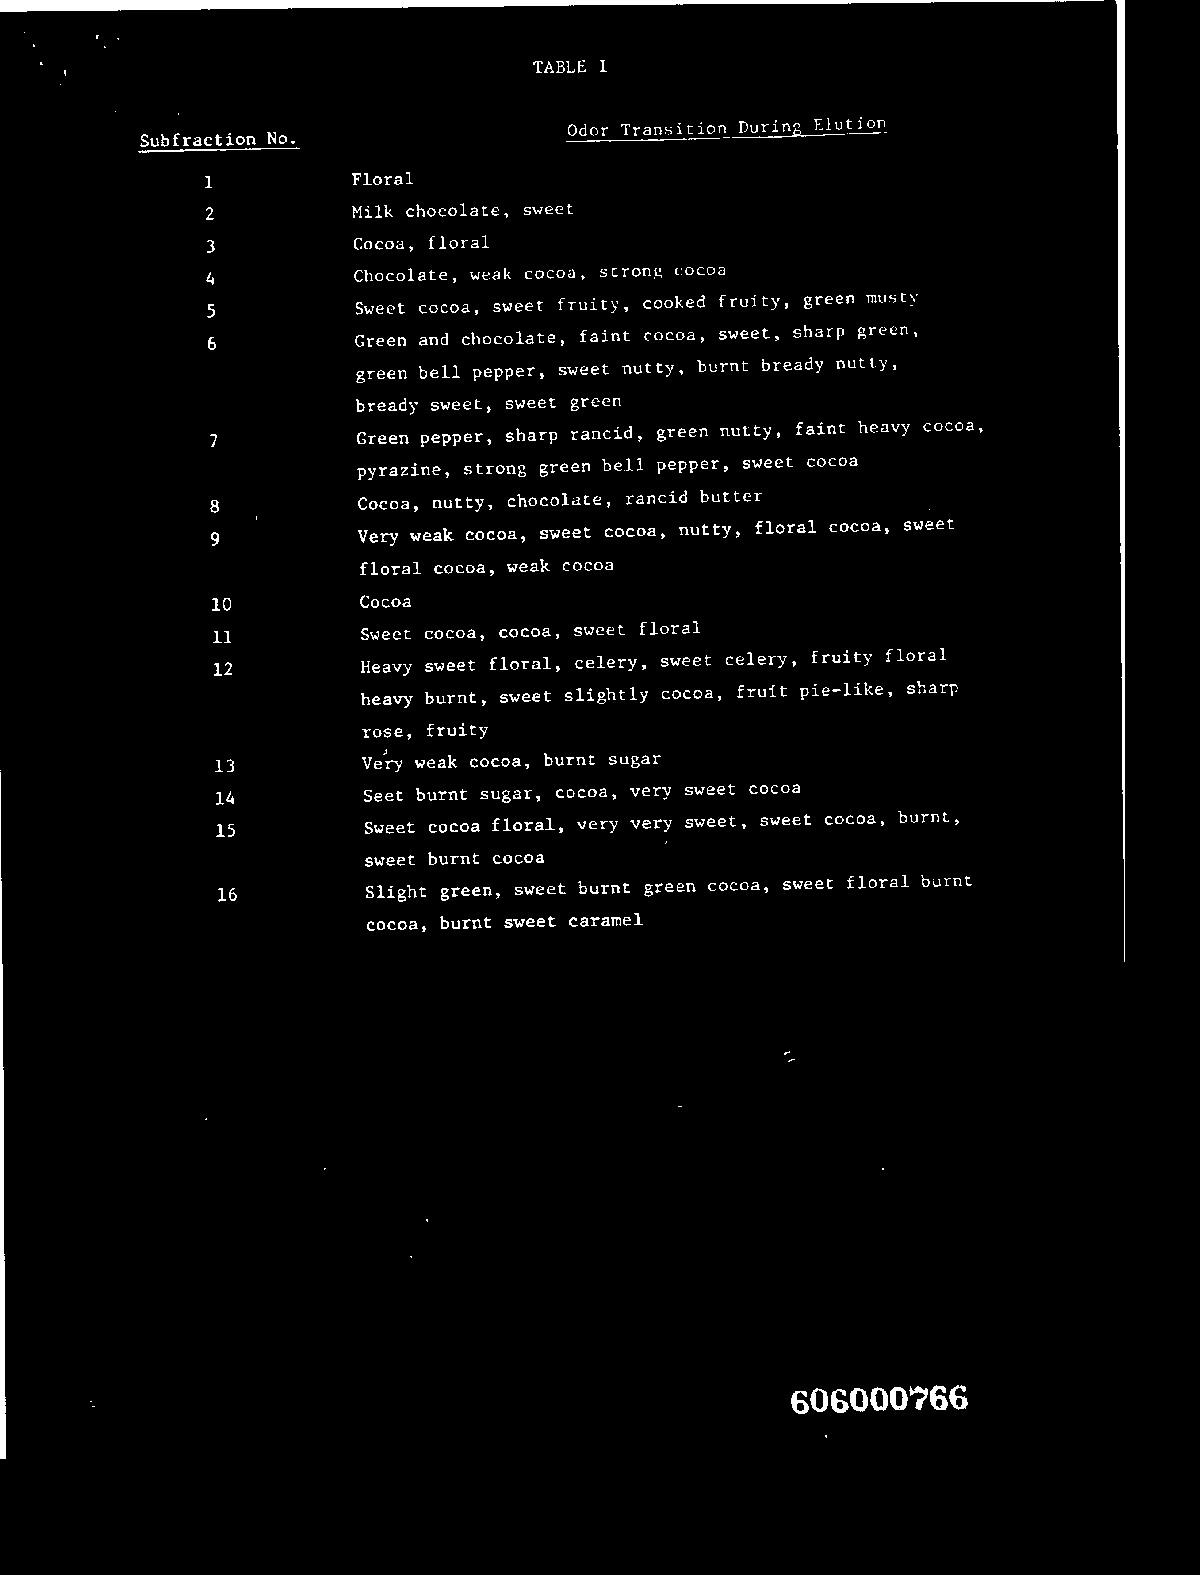 TABLE I
Subfraction No.
Odor Transition During Elution
1 Floral
2 Milk chocolate, sweet
3 Cocoa, floral
4 Chocolate, weak cocoa, strong cocoa
5 Sweet cocoa, sweet fruity, cooked fruity, green musty
6 Green and chocolate, faint cocoa, sweet, sharp green,
green bell pepper, sweet nutty, burnt bready nutty,
bready sweet, sweet green
7 Green pepper, sharp rancid, green nutty, faint heavy cocoa,
pyrazine, strong green bell pepper, sweet cocoa
8 Cocoa, nutty, chocolate, rancid butter
9 Very weak cocoa, sweet cocoa, nutty, floral cocoa, sweet
floral cocoa, weak cocoa
10 Cocoa
11 Sweet cocoa, cocoa, sweet floral
12 Heavy sweet floral, celery, sweet celery, fruity floral
heavy burnt, sweet slightly cocoa, fruit pie-like, sharp
rose, fruity
13 Very weak cocoa, burnt sugar
14 Seet burnt sugar, cocoa, very sweet cocoa
15 Sweet cocoa floral, very very sweet, sweet cocoa, burnt,
sweet burnt cocoa
16 Slight green, sweet burnt green cocoa, sweet floral burnt
cocoa, burnt sweet caramel
606000766